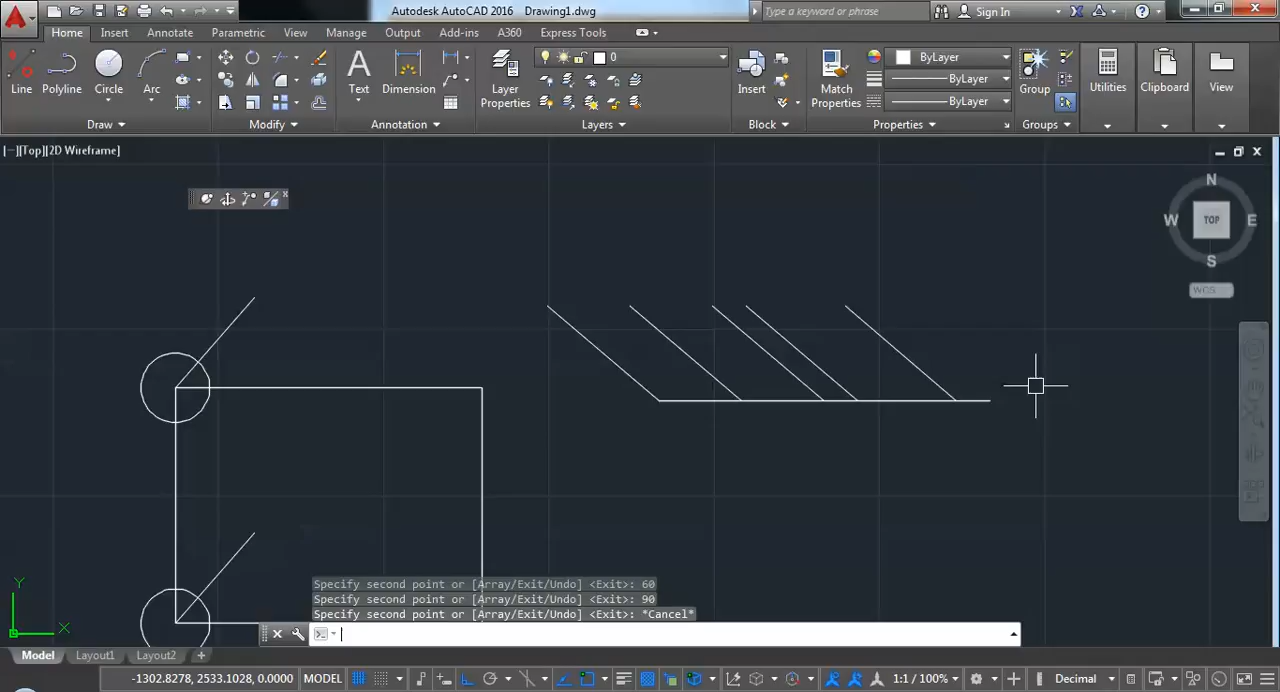 Autodesk AutoCAD 2016 Drawing1.dwg
Type a keyword or phrase
Sign In
Home Insert Annotate Parametric View Manage Output Add-ins A360 Express Tools
Line Polyline Circle Arc
Text Dimension
Layer Properties
0
Insert
Match Properties
ByLayer
ByLayer
ByLayer
Group
Utilities
Clipboard
View
Draw Modify Annotation Layers Block Properties Groups
[−][Top][2D Wireframe]
N
W TOP E
S
WCS
Specify second point or [Array/Exit/Undo] <Exit>: 60
Specify second point or [Array/Exit/Undo] <Exit>: 90
Specify second point or [Array/Exit/Undo] <Exit>: *Cancel*
Y
X
Model Layout1 Layout2 +
-1302.8278, 2533.1028, 0.0000 MODEL 1:1 / 100% Decimal